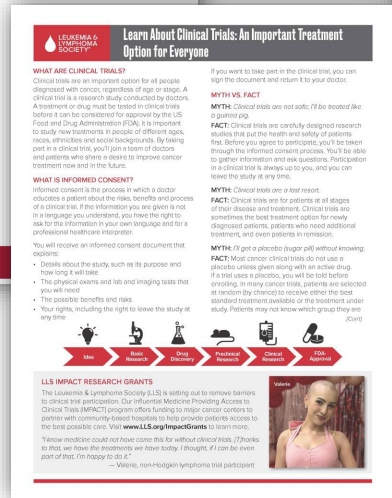 LEUKEMIA &
LYMPHOMA
SOCIETY®
Learn About Clinical Trials: An Important Treatment
Option for Everyone
WHAT ARE CLINICAL TRIALS?
Clinical trials are an important option for all people
diagnosed with cancer, regardless of age or stage. A
clinical trial is a research study conducted by doctors.
A treatment or drug must be tested in clinical trials
before it can be considered for approval by the US
Food and Drug Administration (FDA). It is important
to study new treatments in people of different ages,
races, ethnicities and social backgrounds. By taking
part in a clinical trial, you'll join a team of doctors
and patients who share a desire to improve cancer
treatment now and in the future.
WHAT IS INFORMED CONSENT?
Informed consent is the process in which a doctor
educates a patient about the risks, benefits and process
of a clinical trial. If the information you are given is not
in a language you understand, you have the right to
ask for the information in your own language and for a
professional healthcare interpreter.
You will receive an informed consent document that
explains:
• Details about the study, such as its purpose and
how long it will take
• The physical exams and lab and imaging tests that
you will need
• The possible benefits and risks
• Your rights, including the right to leave the study at
any time
If you want to take part in the clinical trial, you can
sign the document and return it to your doctor.
MYTH VS. FACT
MYTH: Clinical trials are not safe; I'll be treated like
a guinea pig.
FACT: Clinical trials are carefully designed research
studies that put the health and safety of patients
first. Before you agree to participate, you'll be taken
through the informed consent process. You'll be able
to gather information and ask questions. Participation
in a clinical trial is always up to you, and you can
leave the study at any time.
MYTH: Clinical trials are a last resort.
FACT: Clinical trials are for patients at all stages
of their disease and treatment. Clinical trials are
sometimes the best treatment option for newly
diagnosed patients, patients who need additional
treatment, and even patients in remission.
MYTH: I'll get a placebo (sugar pill) without knowing.
FACT: Most cancer clinical trials do not use a
placebo unless given along with an active drug.
If a trial uses a placebo, you will be told before
enrolling. In many cancer trials, patients are selected
at random (by chance) to receive either the best
standard treatment available or the treatment under
study. Patients may not know which group they are
(Cont)
Idea
Basic
Research
Drug
Discovery
Preclinical
Research
Clinical
Research
FDA-
Approval
LLS IMPACT RESEARCH GRANTS
The Leukemia & Lymphoma Society (LLS) is setting out to remove barriers
to clinical trial participation. Our Influential Medicine Providing Access to
Clinical Trials (IMPACT) program offers funding to major cancer centers to
partner with community-based hospitals to help provide patients access to
the best possible care. Visit www.LLS.org/ImpactGrants to learn more.
"I know medicine could not have come this far without clinical trials. [T]hanks
to that, we have the treatments we have today. I thought, if I can be even
part of that, I'm happy to do it."
— Valerie, non-Hodgkin lymphoma trial participant
Valerie